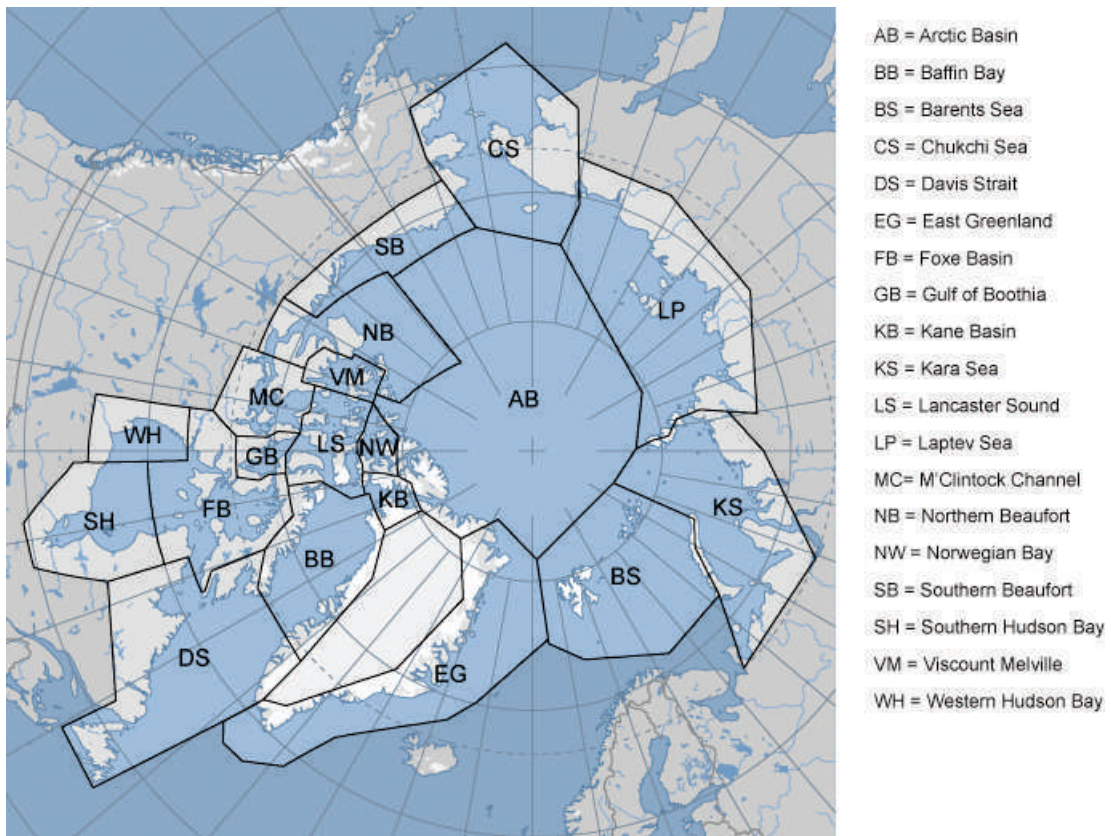 CS
SB
NB
LP
VM
MC
AB
WH
LS
GB
NW
KB
SH
FB
KS
BB
BS
DS
EG
AB = Arctic Basin
BB = Baffin Bay
BS = Barents Sea
CS = Chukchi Sea
DS = Davis Strait
EG = East Greenland
FB = Foxe Basin
GB = Gulf of Boothia
KB = Kane Basin
KS = Kara Sea
LS = Lancaster Sound
LP = Laptev Sea
MC= M'Clintock Channel
NB = Northern Beaufort
NW = Norwegian Bay
SB = Southern Beaufort
SH = Southern Hudson Bay
VM = Viscount Melville
WH = Western Hudson Bay